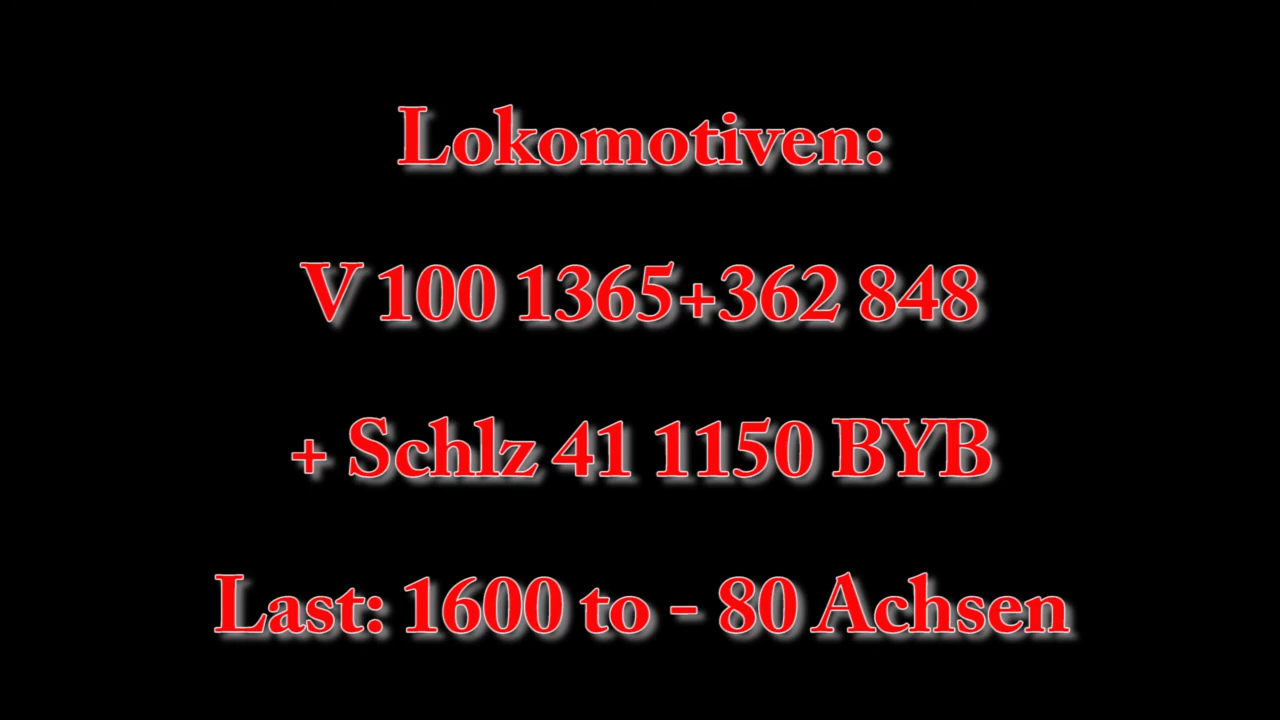 Lokomotiven:
V 100 1365+362 848
+ Schlz 41 1150 BYB
Last: 1600 to - 80 Achsen